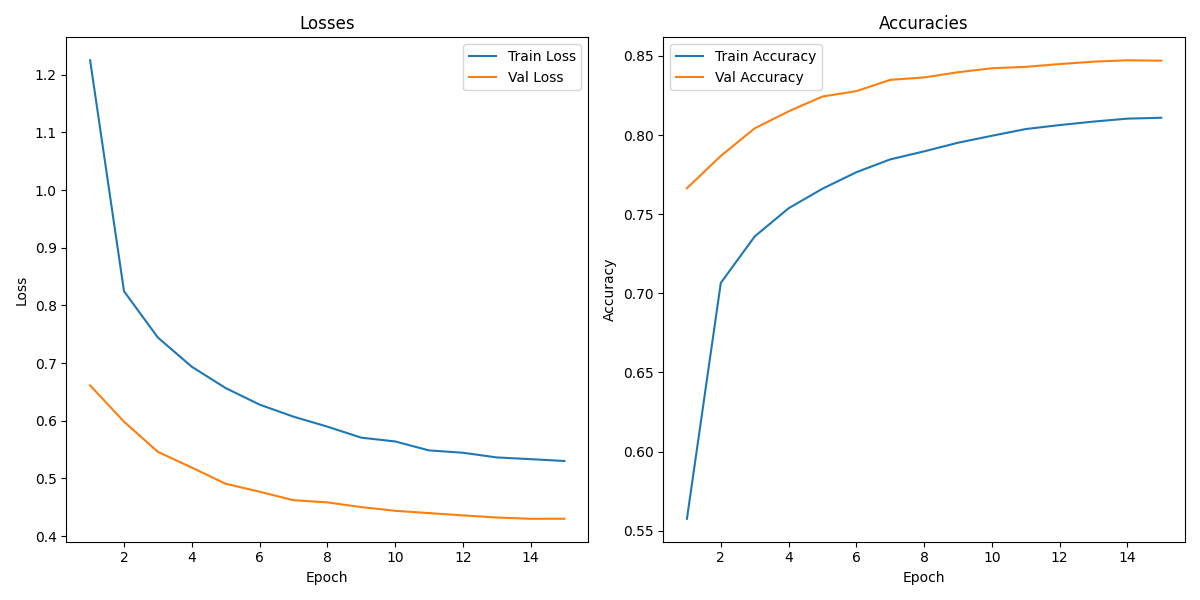 Losses
Train Loss
Val Loss
1.2
1.1
1.0
0.9
0.8
0.7
0.6
0.5
0.4
Loss
2 4 6 8 10 12 14
Epoch
Accuracies
Train Accuracy
Val Accuracy
0.85
0.80
0.75
0.70
0.65
0.60
0.55
Accuracy
2 4 6 8 10 12 14
Epoch